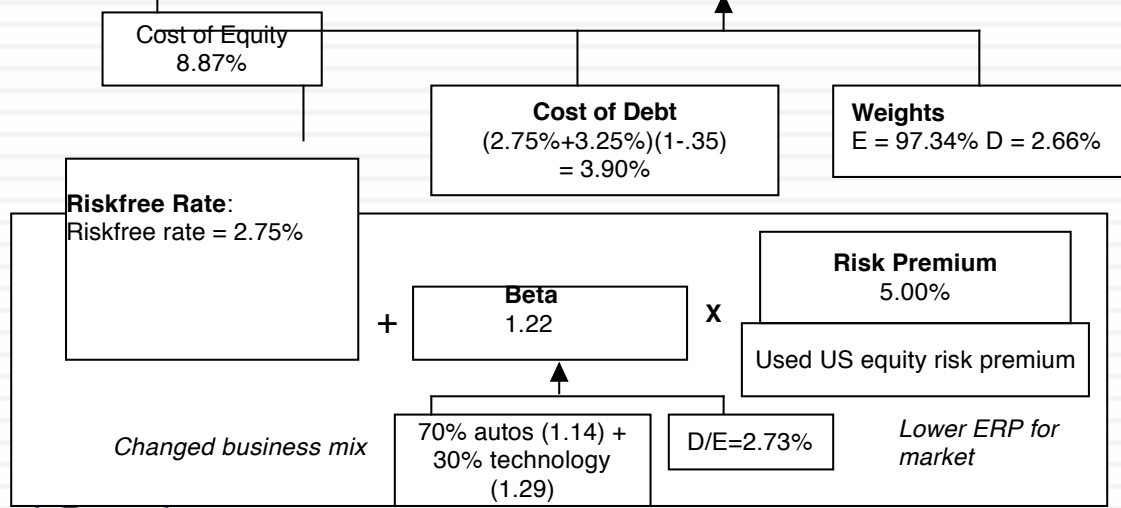 Cost of Equity
8.87%
Cost of Debt
(2.75%+3.25%)(1-.35)
= 3.90%
Weights
E = 97.34% D = 2.66%
Riskfree Rate:
Riskfree rate = 2.75%
+
Beta
1.22
X
Risk Premium
5.00%
Used US equity risk premium
Changed business mix
70% autos (1.14) +
30% technology
(1.29)
D/E=2.73%
Lower ERP for
market